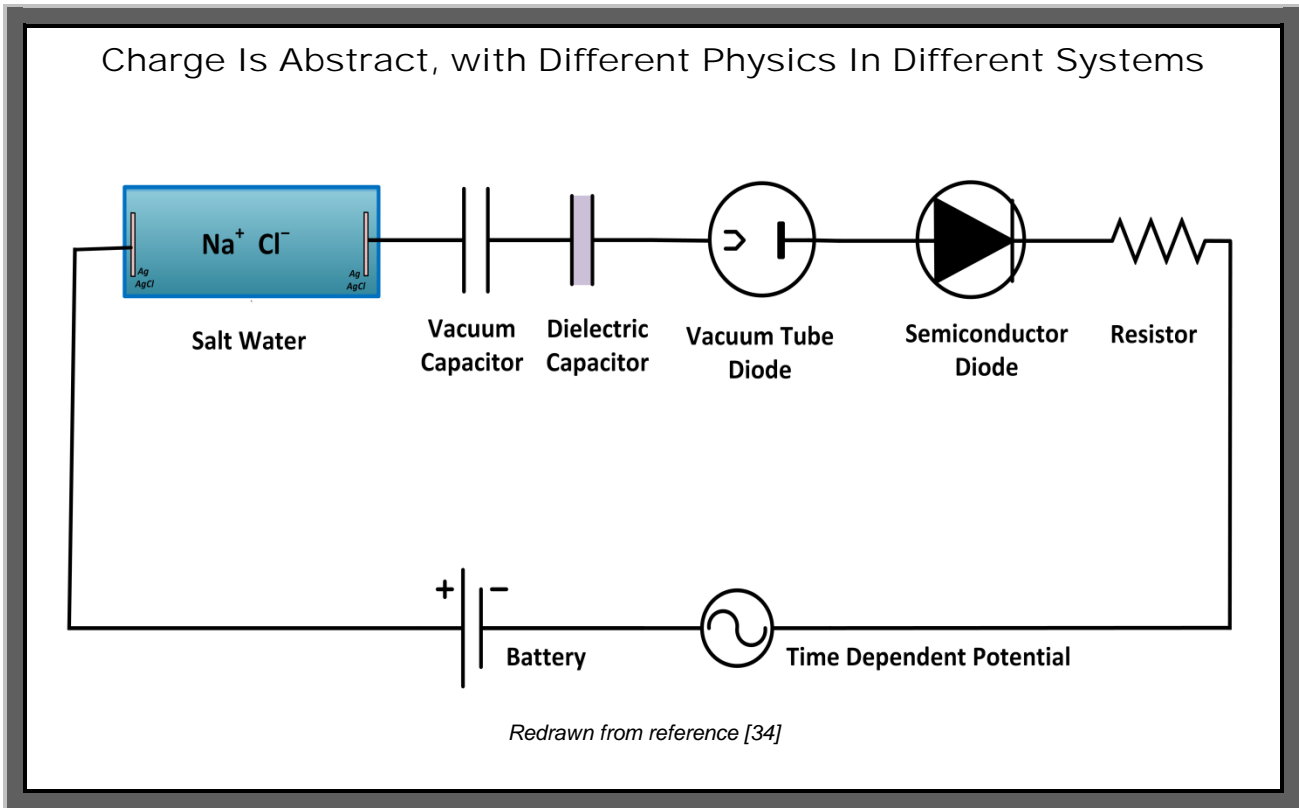 Charge Is Abstract, with Different Physics In Different Systems
Na⁺ Cl⁻
Ag
AgCl
Ag
AgCl
Salt Water
Vacuum
Capacitor
Dielectric
Capacitor
Vacuum Tube
Diode
Semiconductor
Diode
Resistor
+ −
Battery
Time Dependent Potential
Redrawn from reference [34]